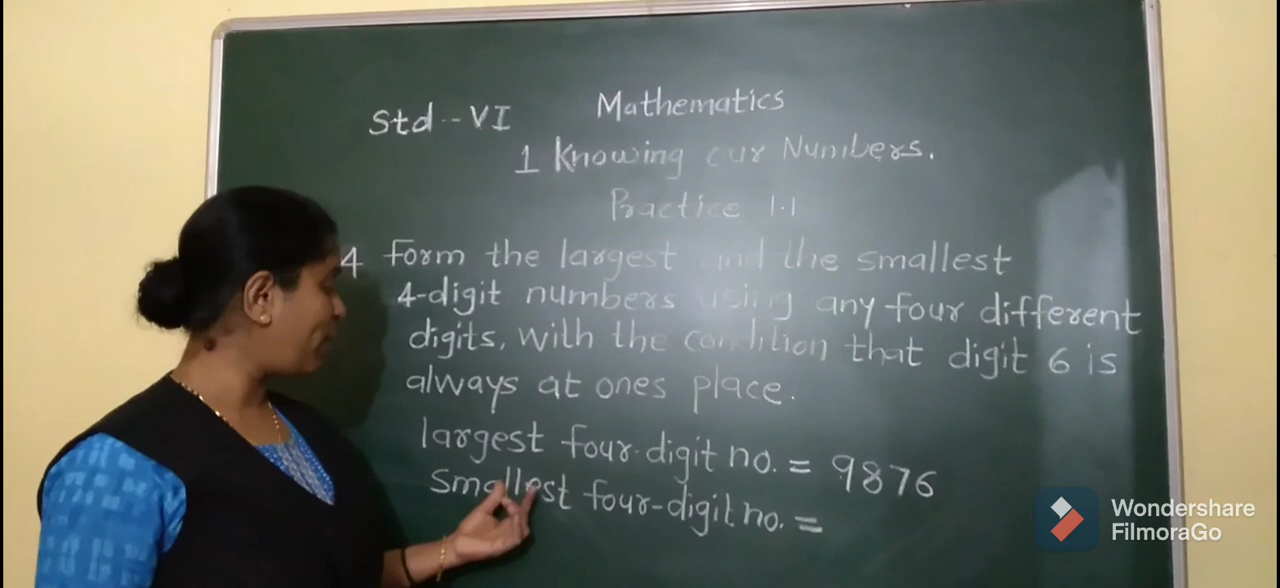 Std - VI Mathematics
1 Knowing our Numbers.
Practice 1.1
4 Form the largest and the smallest
4-digit numbers using any four different
digits, with the condition that digit 6 is
always at ones place.
largest four-digit no. = 9876
Smallest four-digit no. =
Wondershare
FilmoraGo